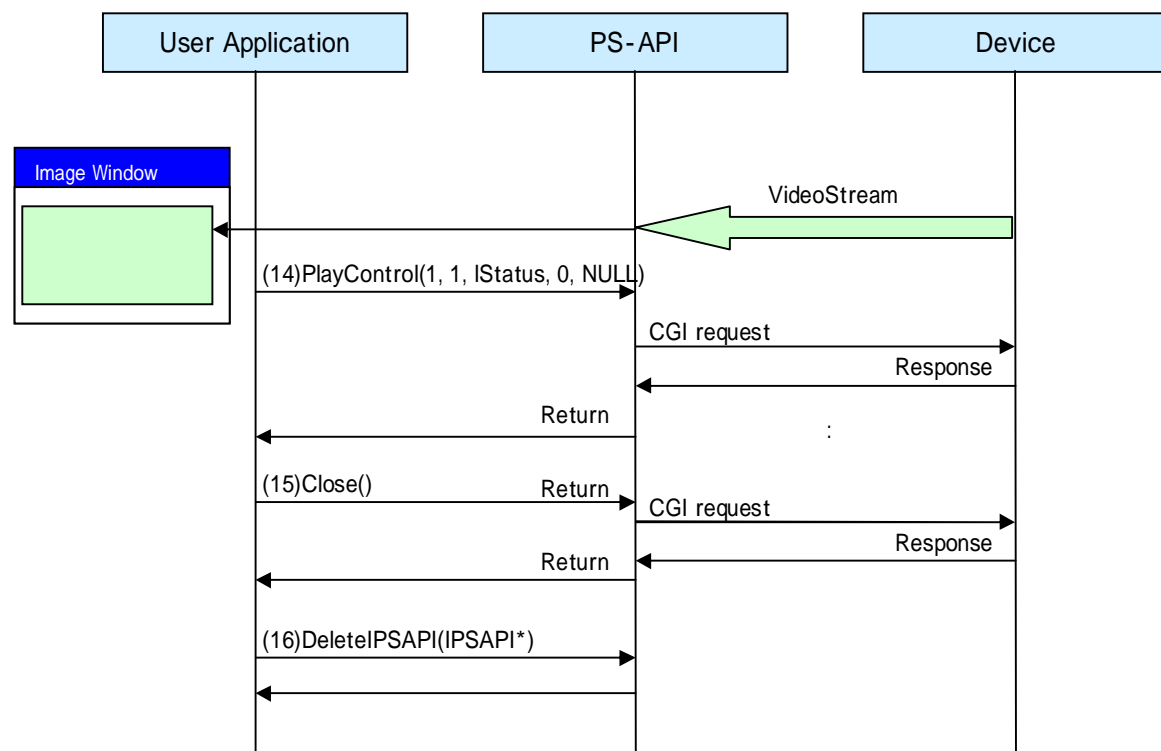 User Application
PS-API
Device
Image Window
VideoStream
(14)PlayControl(1, 1, lStatus, 0, NULL)
CGI request
Response
Return
:
(15)Close()
Return
CGI request
Response
Return
(16)DeleteIPSAPI(IPSAPI*)